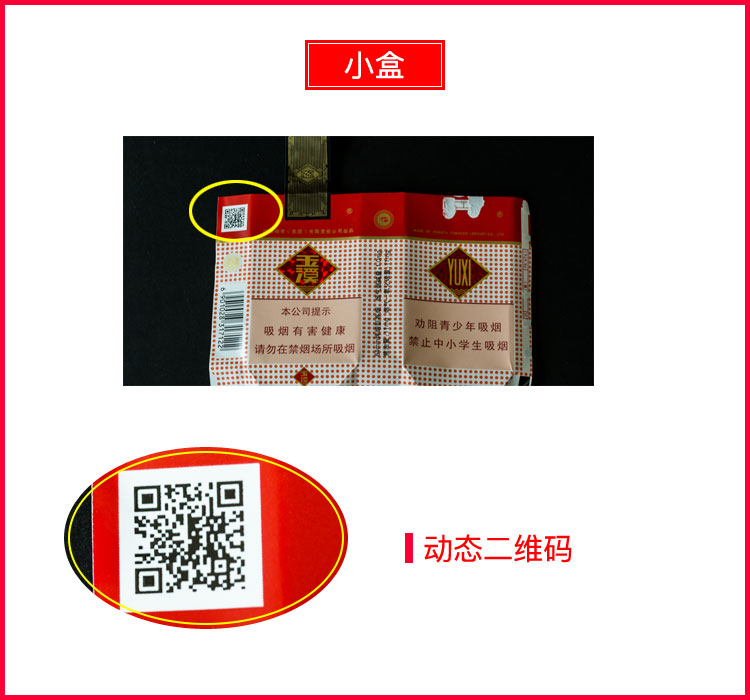 小盒
玉溪
YUXI
本公司提示
吸烟有害健康
请勿在禁烟场所吸烟
劝阻青少年吸烟
禁止中小学生吸烟
6901028317122
动态二维码